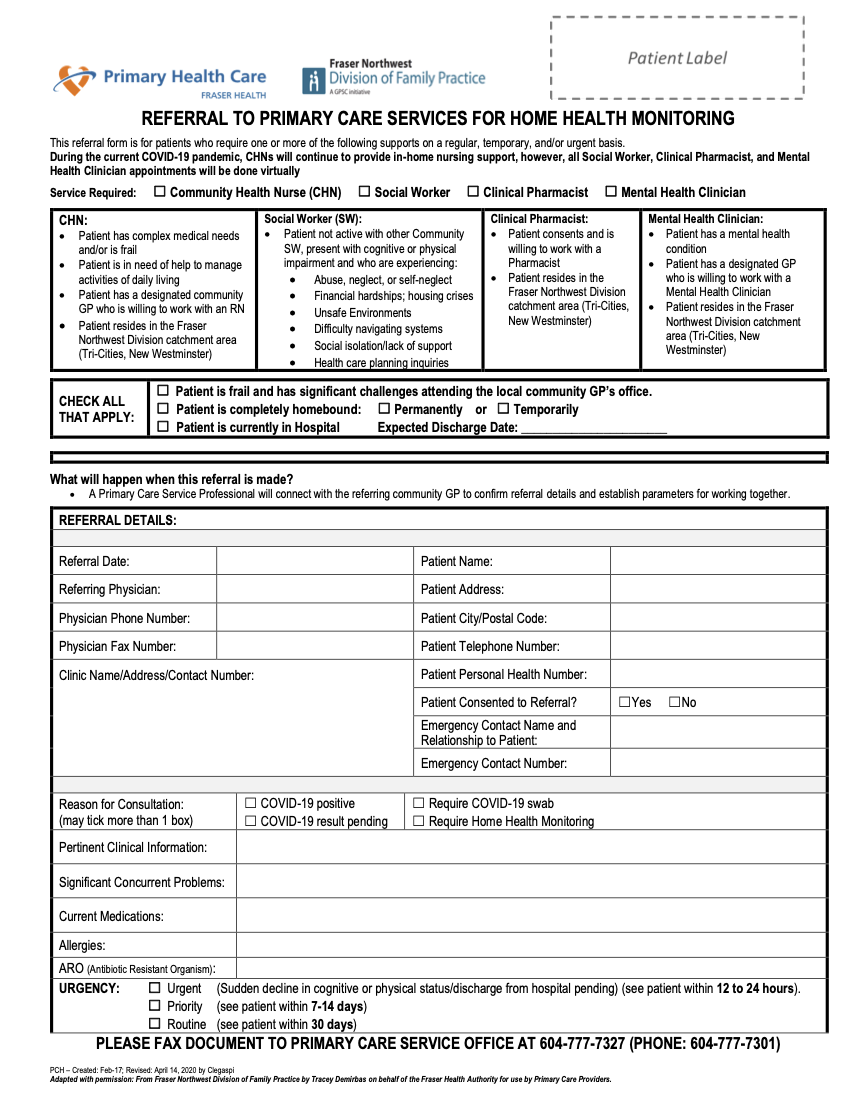 Patient Label
Primary Health Care
FRASER HEALTH
Fraser Northwest
Division of Family Practice
A GPSC initiative
REFERRAL TO PRIMARY CARE SERVICES FOR HOME HEALTH MONITORING
This referral form is for patients who require one or more of the following supports on a regular, temporary, and/or urgent basis.
During the current COVID-19 pandemic, CHNs will continue to provide in-home nursing support, however, all Social Worker, Clinical Pharmacist, and Mental
Health Clinician appointments will be done virtually
Service Required: ☐ Community Health Nurse (CHN) ☐ Social Worker ☐ Clinical Pharmacist ☐ Mental Health Clinician
CHN:
• Patient has complex medical needs
and/or is frail
• Patient is in need of help to manage
activities of daily living
• Patient has a designated community
GP who is willing to work with an RN
• Patient resides in the Fraser
Northwest Division catchment area
(Tri-Cities, New Westminster)
Social Worker (SW):
• Patient not active with other Community
SW, present with cognitive or physical
impairment and who are experiencing:
• Abuse, neglect, or self-neglect
• Financial hardships; housing crises
• Unsafe Environments
• Difficulty navigating systems
• Social isolation/lack of support
• Health care planning inquiries
Clinical Pharmacist:
• Patient consents and is
willing to work with a
Pharmacist
• Patient resides in the
Fraser Northwest Division
catchment area (Tri-Cities,
New Westminster)
Mental Health Clinician:
• Patient has a mental health
condition
• Patient has a designated GP
who is willing to work with a
Mental Health Clinician
• Patient resides in the Fraser
Northwest Division catchment
area (Tri-Cities, New
Westminster)
CHECK ALL
THAT APPLY:
☐ Patient is frail and has significant challenges attending the local community GP's office.
☐ Patient is completely homebound: ☐ Permanently or ☐ Temporarily
☐ Patient is currently in Hospital Expected Discharge Date: ______________________
What will happen when this referral is made?
• A Primary Care Service Professional will connect with the referring community GP to confirm referral details and establish parameters for working together.
REFERRAL DETAILS:
Referral Date:
Patient Name:
Referring Physician:
Patient Address:
Physician Phone Number:
Patient City/Postal Code:
Physician Fax Number:
Patient Telephone Number:
Clinic Name/Address/Contact Number:
Patient Personal Health Number:
Patient Consented to Referral? ☐Yes ☐No
Emergency Contact Name and
Relationship to Patient:
Emergency Contact Number:
Reason for Consultation:
(may tick more than 1 box)
☐ COVID-19 positive
☐ COVID-19 result pending
☐ Require COVID-19 swab
☐ Require Home Health Monitoring
Pertinent Clinical Information:
Significant Concurrent Problems:
Current Medications:
Allergies:
ARO (Antibiotic Resistant Organism):
URGENCY: ☐ Urgent (Sudden decline in cognitive or physical status/discharge from hospital pending) (see patient within 12 to 24 hours).
☐ Priority (see patient within 7-14 days)
☐ Routine (see patient within 30 days)
PLEASE FAX DOCUMENT TO PRIMARY CARE SERVICE OFFICE AT 604-777-7327 (PHONE: 604-777-7301)
PCH – Created: Feb-17; Revised: April 14, 2020 by Clegaspi
Adapted with permission: From Fraser Northwest Division of Family Practice by Tracey Demirbas on behalf of the Fraser Health Authority for use by Primary Care Providers.